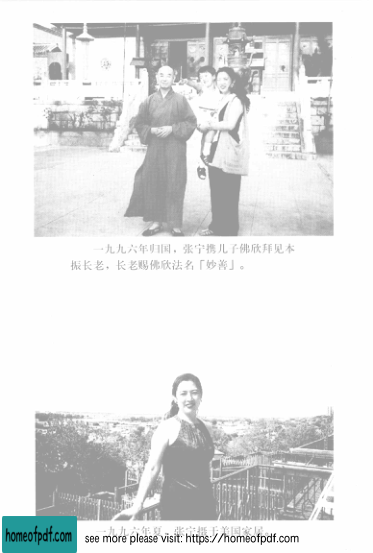 一九九六年归国，张宁携儿子佛欣拜见本
振长老，长老赐佛欣法名「妙善」。
一九九六年夏，张宁摄于美国家居
homeofpdf.com
see more please visit: https://homeofpdf.com